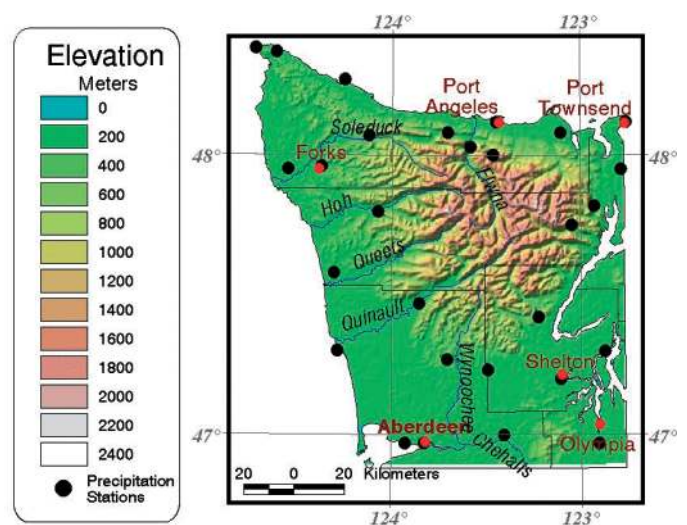 Elevation
Meters
0
200
400
600
800
1000
1200
1400
1600
1800
2000
2200
2400
Precipitation
Stations
124°
123°
48°
48°
47°
47°
124°
123°
Port
Angeles
Port
Townsend
Soleduck
Forks
Elwha
Hoh
Queets
Quinault
Wynoochee
Shelton
Aberdeen
Chehalis
Olympia
20 0 20 Kilometers